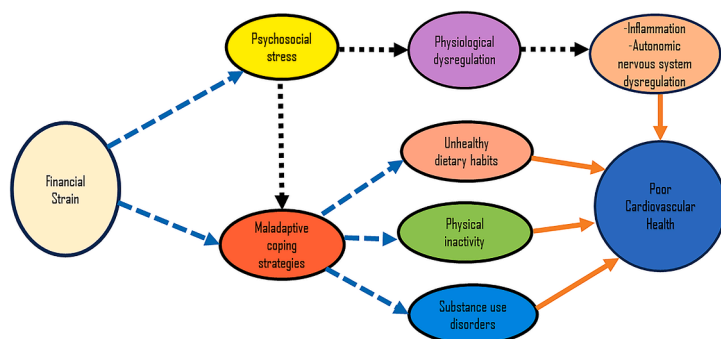 Psychosocial
stress
Physiological
dysregulation
-Inflammation
-Autonomic
nervous system
dysregulation
Financial
Strain
Unhealthy
dietary habits
Maladaptive
coping
strategies
Physical
inactivity
Substance use
disorders
Poor
Cardiovascular
Health